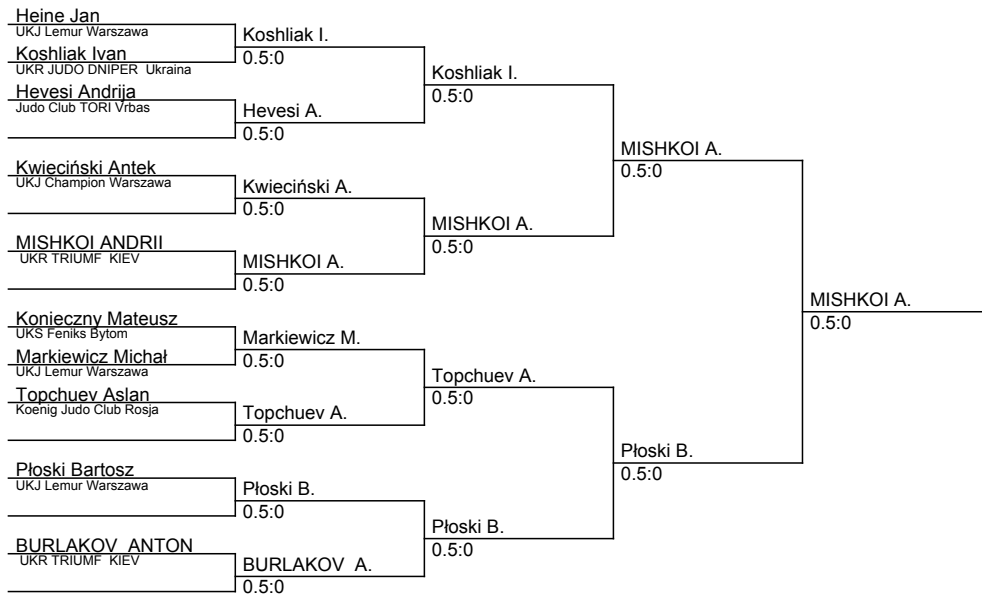 Heine Jan
UKJ Lemur Warszawa
Koshliak Ivan
UKR JUDO DNIPER  Ukraina
Hevesi Andrija
Judo Club TORI Vrbas
Kwieciński Antek
UKJ Champion Warszawa
MISHKOI ANDRII
UKR TRIUMF  KIEV
Konieczny Mateusz
UKS Feniks Bytom
Markiewicz Michał
UKJ Lemur Warszawa
Topchuev Aslan
Koenig Judo Club Rosja
Płoski Bartosz
UKJ Lemur Warszawa
BURLAKOV  ANTON
UKR TRIUMF  KIEV
Koshliak I.
0.5:0
Hevesi A.
0.5:0
Kwieciński A.
0.5:0
MISHKOI A.
0.5:0
Markiewicz M.
0.5:0
Topchuev A.
0.5:0
Płoski B.
0.5:0
BURLAKOV  A.
0.5:0
Koshliak I.
0.5:0
MISHKOI A.
0.5:0
Topchuev A.
0.5:0
Płoski B.
0.5:0
MISHKOI A.
0.5:0
Płoski B.
0.5:0
MISHKOI A.
0.5:0